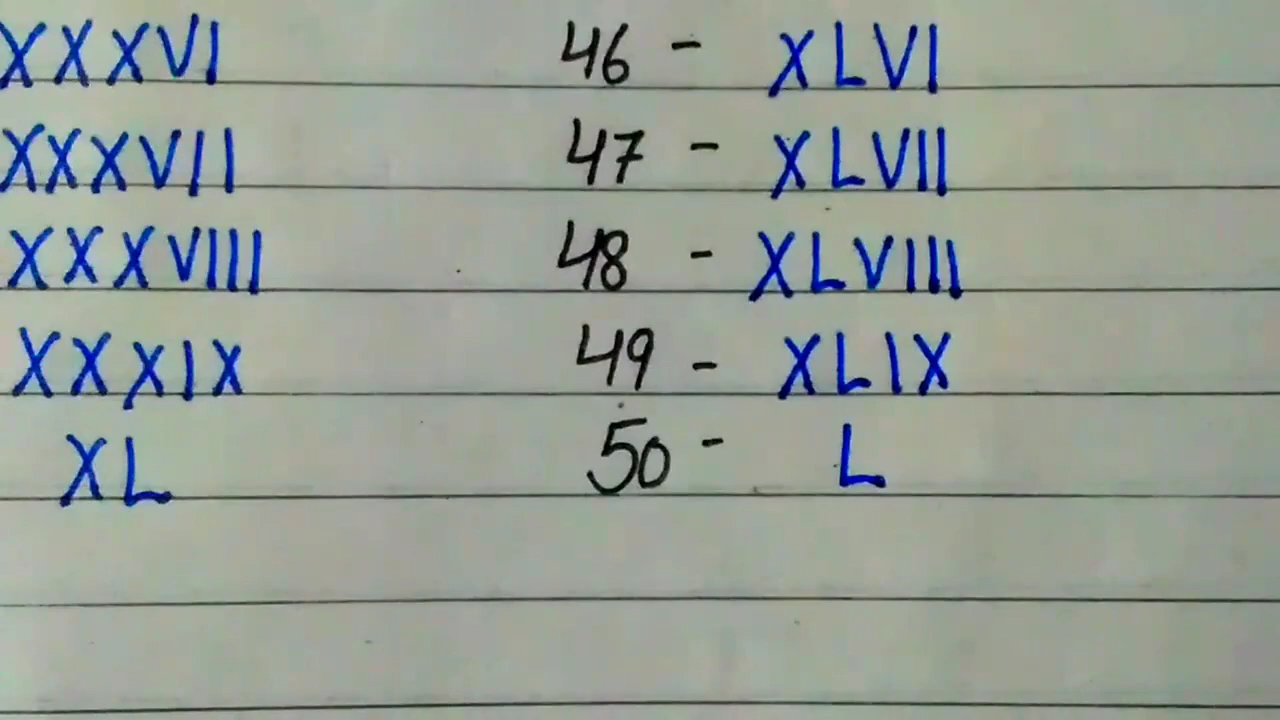 XXXVI 46 - XLVI
XXXVII 47 - XLVII
XXXVIII 48 - XLVIII
XXXIX 49 - XLIX
XL 50 - L